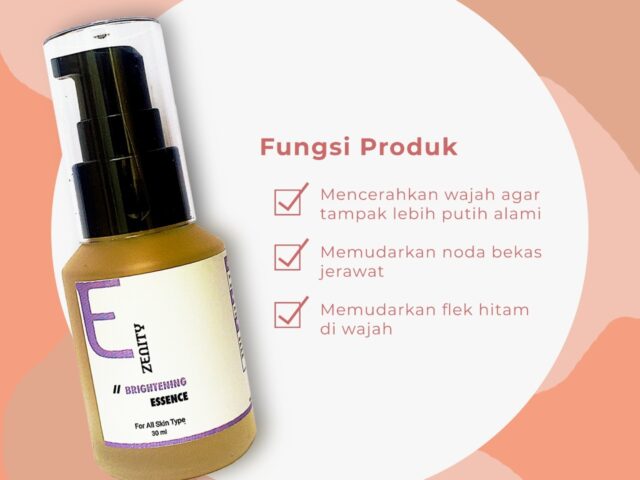 Fungsi Produk
Mencerahkan wajah agar
tampak lebih putih alami
Memudarkan noda bekas
jerawat
Memudarkan flek hitam
di wajah
E
ZENITY
// BRIGHTENING
ESSENCE
For All Skin Type
30 ml